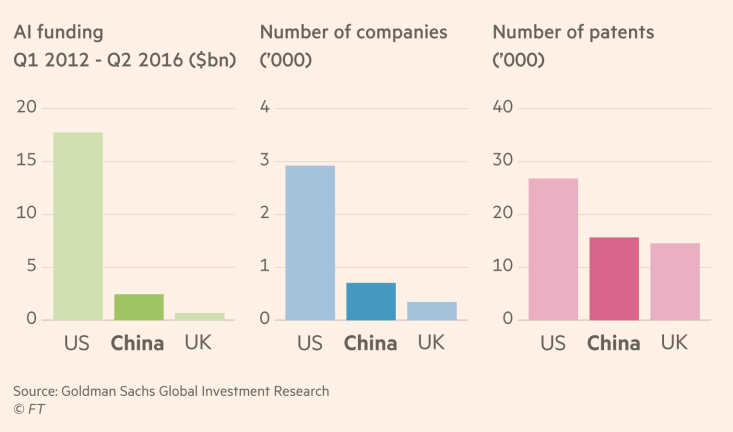 AI funding
Q1 2012 - Q2 2016 ($bn)
20
15
10
5
0
US China UK
Number of companies
(’000)
4
3
2
1
0
US China UK
Number of patents
(’000)
40
30
20
10
0
US China UK
Source: Goldman Sachs Global Investment Research
© FT